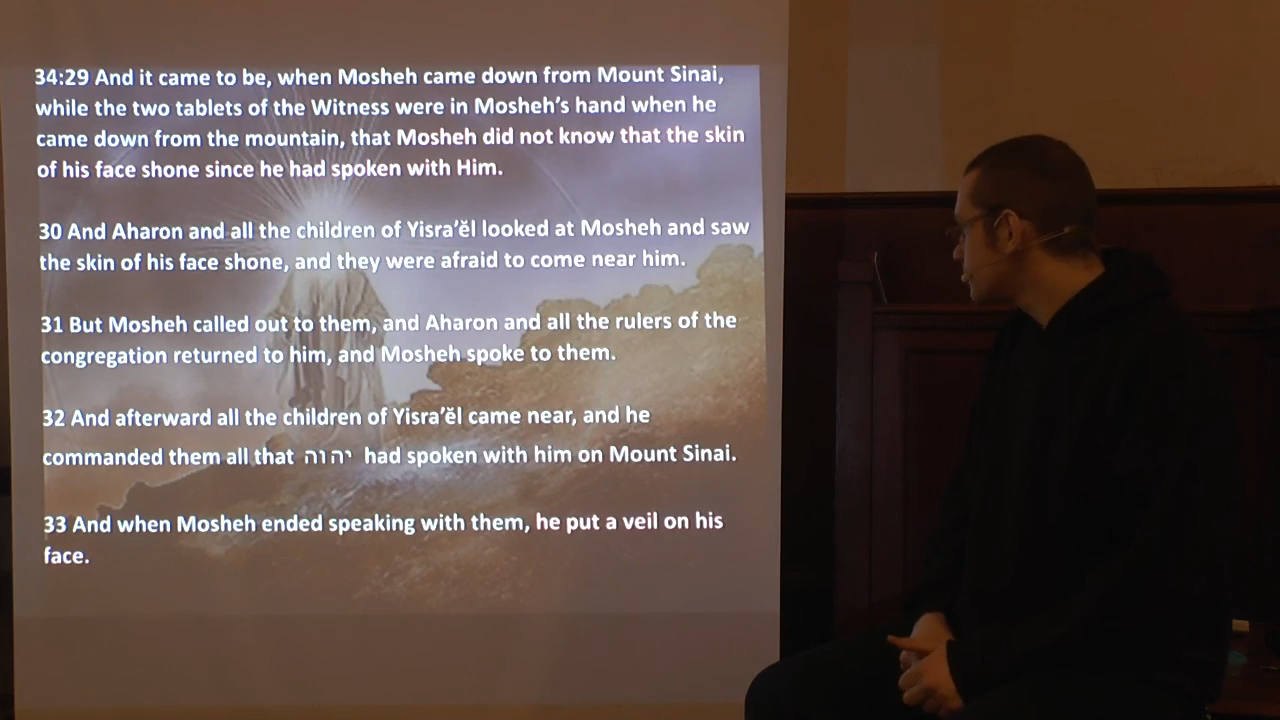 34:29 And it came to be, when Mosheh came down from Mount Sinai,
while the two tablets of the Witness were in Mosheh’s hand when he
came down from the mountain, that Mosheh did not know that the skin
of his face shone since he had spoken with Him.
30 And Aharon and all the children of Yisra’ĕl looked at Mosheh and saw
the skin of his face shone, and they were afraid to come near him.
31 But Mosheh called out to them, and Aharon and all the rulers of the
congregation returned to him, and Mosheh spoke to them.
32 And afterward all the children of Yisra’ĕl came near, and he
commanded them all that יהוה had spoken with him on Mount Sinai.
33 And when Mosheh ended speaking with them, he put a veil on his
face.